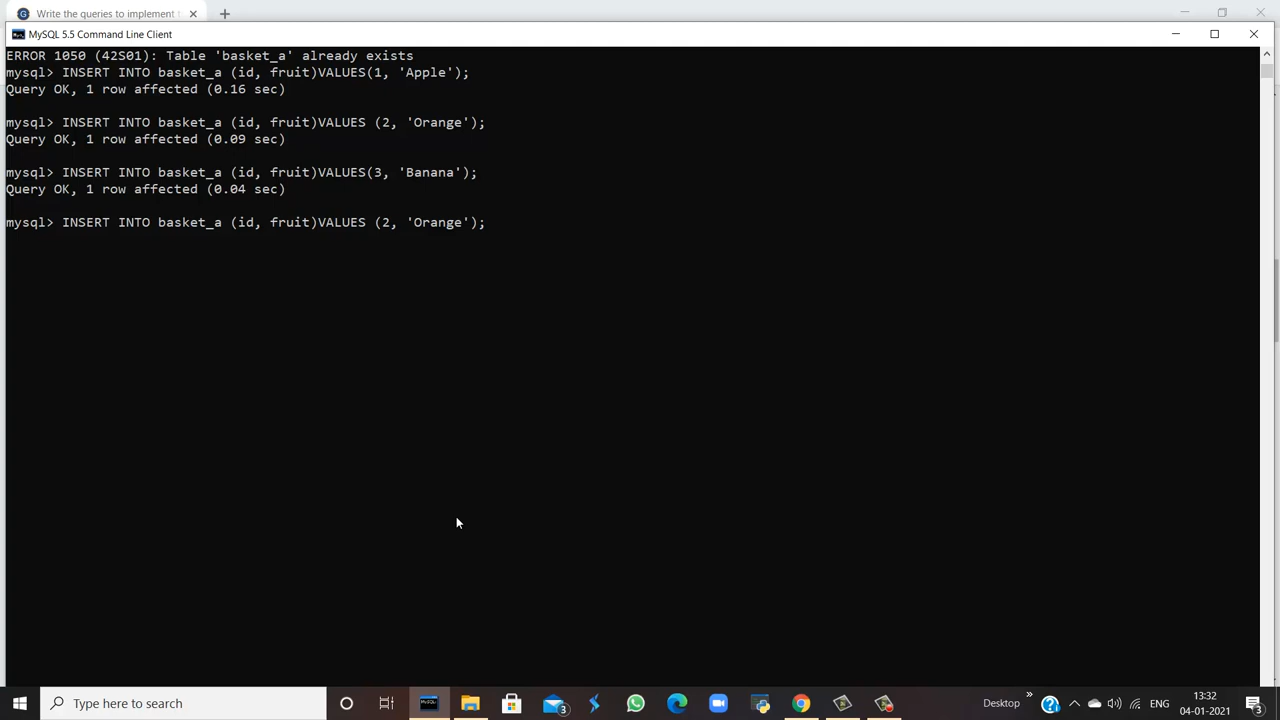 Write the queries to implement
MySQL 5.5 Command Line Client
ERROR 1050 (42S01): Table 'basket_a' already exists
mysql> INSERT INTO basket_a (id, fruit)VALUES(1, 'Apple');
Query OK, 1 row affected (0.16 sec)
mysql> INSERT INTO basket_a (id, fruit)VALUES (2, 'Orange');
Query OK, 1 row affected (0.09 sec)
mysql> INSERT INTO basket_a (id, fruit)VALUES(3, 'Banana');
Query OK, 1 row affected (0.04 sec)
mysql> INSERT INTO basket_a (id, fruit)VALUES (2, 'Orange');
Type here to search
3
Desktop
ENG
13:32
04-01-2021
3